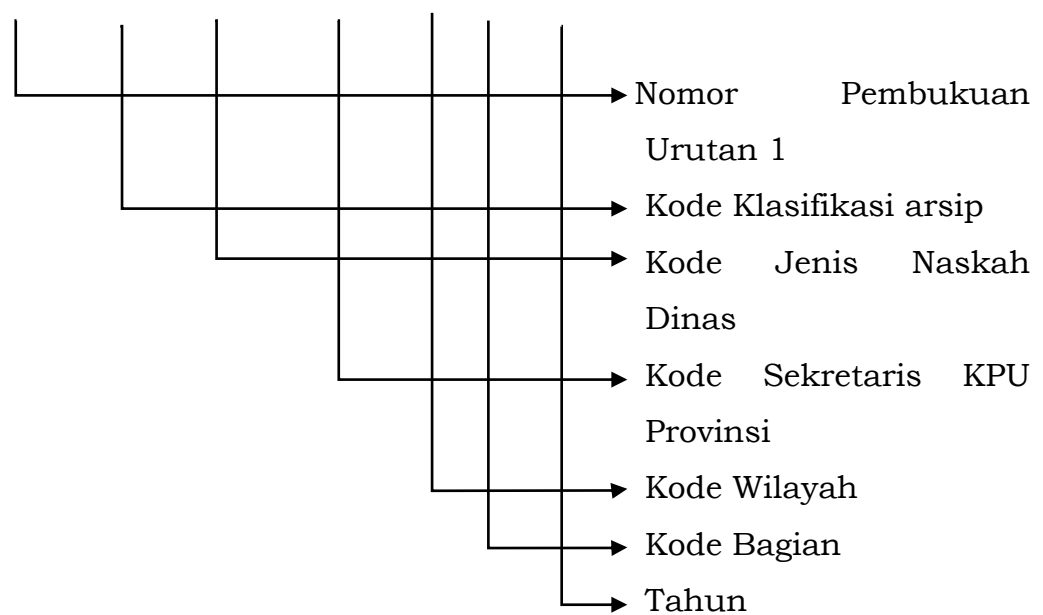 Nomor Pembukuan
Urutan 1
Kode Klasifikasi arsip
Kode Jenis Naskah
Dinas
Kode Sekretaris KPU
Provinsi
Kode Wilayah
Kode Bagian
Tahun